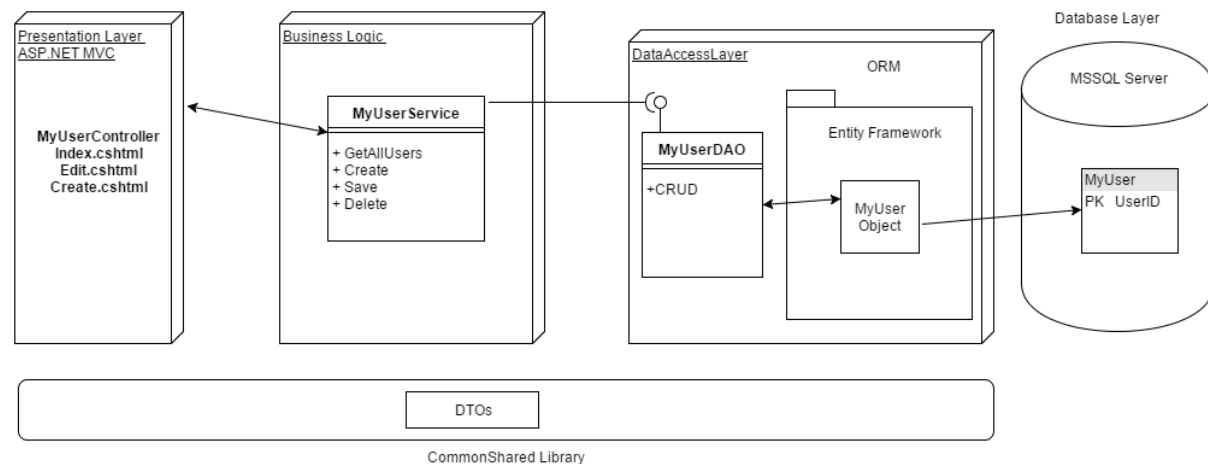 Presentation Layer
ASP.NET MVC
MyUserController
Index.cshtml
Edit.cshtml
Create.cshtml
Business Logic
MyUserService
+ GetAllUsers
+ Create
+ Save
+ Delete
DataAccessLayer
ORM
MyUserDAO
+CRUD
Entity Framework
MyUser
Object
Database Layer
MSSQL Server
MyUser
PK UserID
DTOs
CommonShared Library